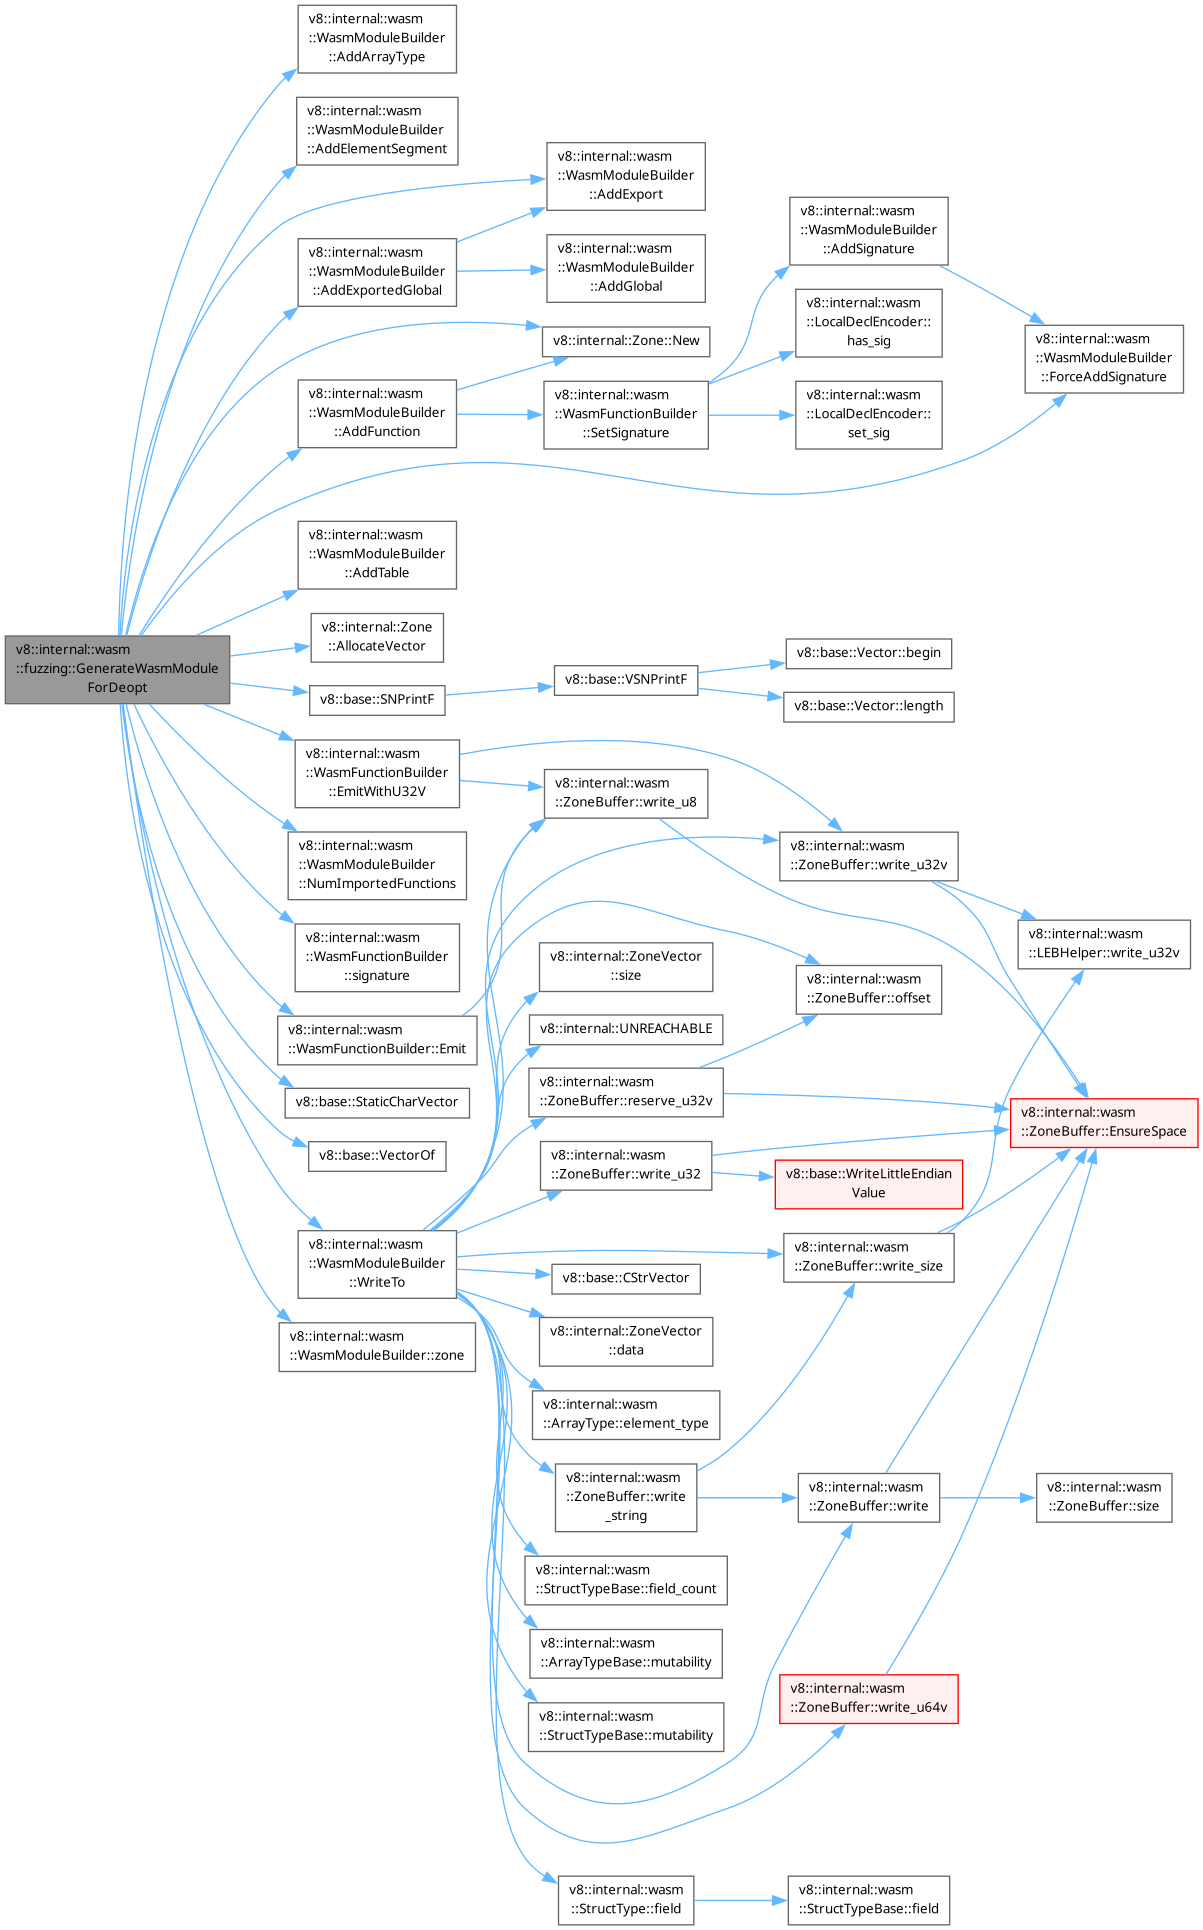 v8::internal::wasm
::WasmModuleBuilder
::AddArrayType
v8::internal::wasm
::WasmModuleBuilder
::AddElementSegment
v8::internal::wasm
::WasmModuleBuilder
::AddExport
v8::internal::wasm
::WasmModuleBuilder
::AddSignature
v8::internal::wasm
::WasmModuleBuilder
::AddExportedGlobal
v8::internal::wasm
::WasmModuleBuilder
::AddGlobal
v8::internal::wasm
::LocalDeclEncoder::
has_sig
v8::internal::Zone::New
v8::internal::wasm
::WasmModuleBuilder
::ForceAddSignature
v8::internal::wasm
::WasmModuleBuilder
::AddFunction
v8::internal::wasm
::WasmFunctionBuilder
::SetSignature
v8::internal::wasm
::LocalDeclEncoder::
set_sig
v8::internal::wasm
::WasmModuleBuilder
::AddTable
v8::internal::Zone
::AllocateVector
v8::internal::wasm
::fuzzing::GenerateWasmModule
ForDeopt
v8::base::Vector::begin
v8::base::SNPrintF
v8::base::VSNPrintF
v8::base::Vector::length
v8::internal::wasm
::WasmFunctionBuilder
::EmitWithU32V
v8::internal::wasm
::ZoneBuffer::write_u8
v8::internal::wasm
::ZoneBuffer::write_u32v
v8::internal::wasm
::WasmModuleBuilder
::NumImportedFunctions
v8::internal::wasm
::LEBHelper::write_u32v
v8::internal::wasm
::WasmFunctionBuilder
::signature
v8::internal::ZoneVector
::size
v8::internal::wasm
::ZoneBuffer::offset
v8::internal::wasm
::WasmFunctionBuilder::Emit
v8::internal::UNREACHABLE
v8::internal::wasm
::ZoneBuffer::reserve_u32v
v8::base::StaticCharVector
v8::internal::wasm
::ZoneBuffer::EnsureSpace
v8::base::VectorOf
v8::internal::wasm
::ZoneBuffer::write_u32
v8::base::WriteLittleEndian
Value
v8::internal::wasm
::WasmModuleBuilder
::WriteTo
v8::internal::wasm
::ZoneBuffer::write_size
v8::base::CStrVector
v8::internal::wasm
::WasmModuleBuilder::zone
v8::internal::ZoneVector
::data
v8::internal::wasm
::ArrayType::element_type
v8::internal::wasm
::ZoneBuffer::write
_string
v8::internal::wasm
::ZoneBuffer::write
v8::internal::wasm
::ZoneBuffer::size
v8::internal::wasm
::StructTypeBase::field_count
v8::internal::wasm
::ArrayTypeBase::mutability
v8::internal::wasm
::ZoneBuffer::write_u64v
v8::internal::wasm
::StructTypeBase::mutability
v8::internal::wasm
::StructType::field
v8::internal::wasm
::StructTypeBase::field